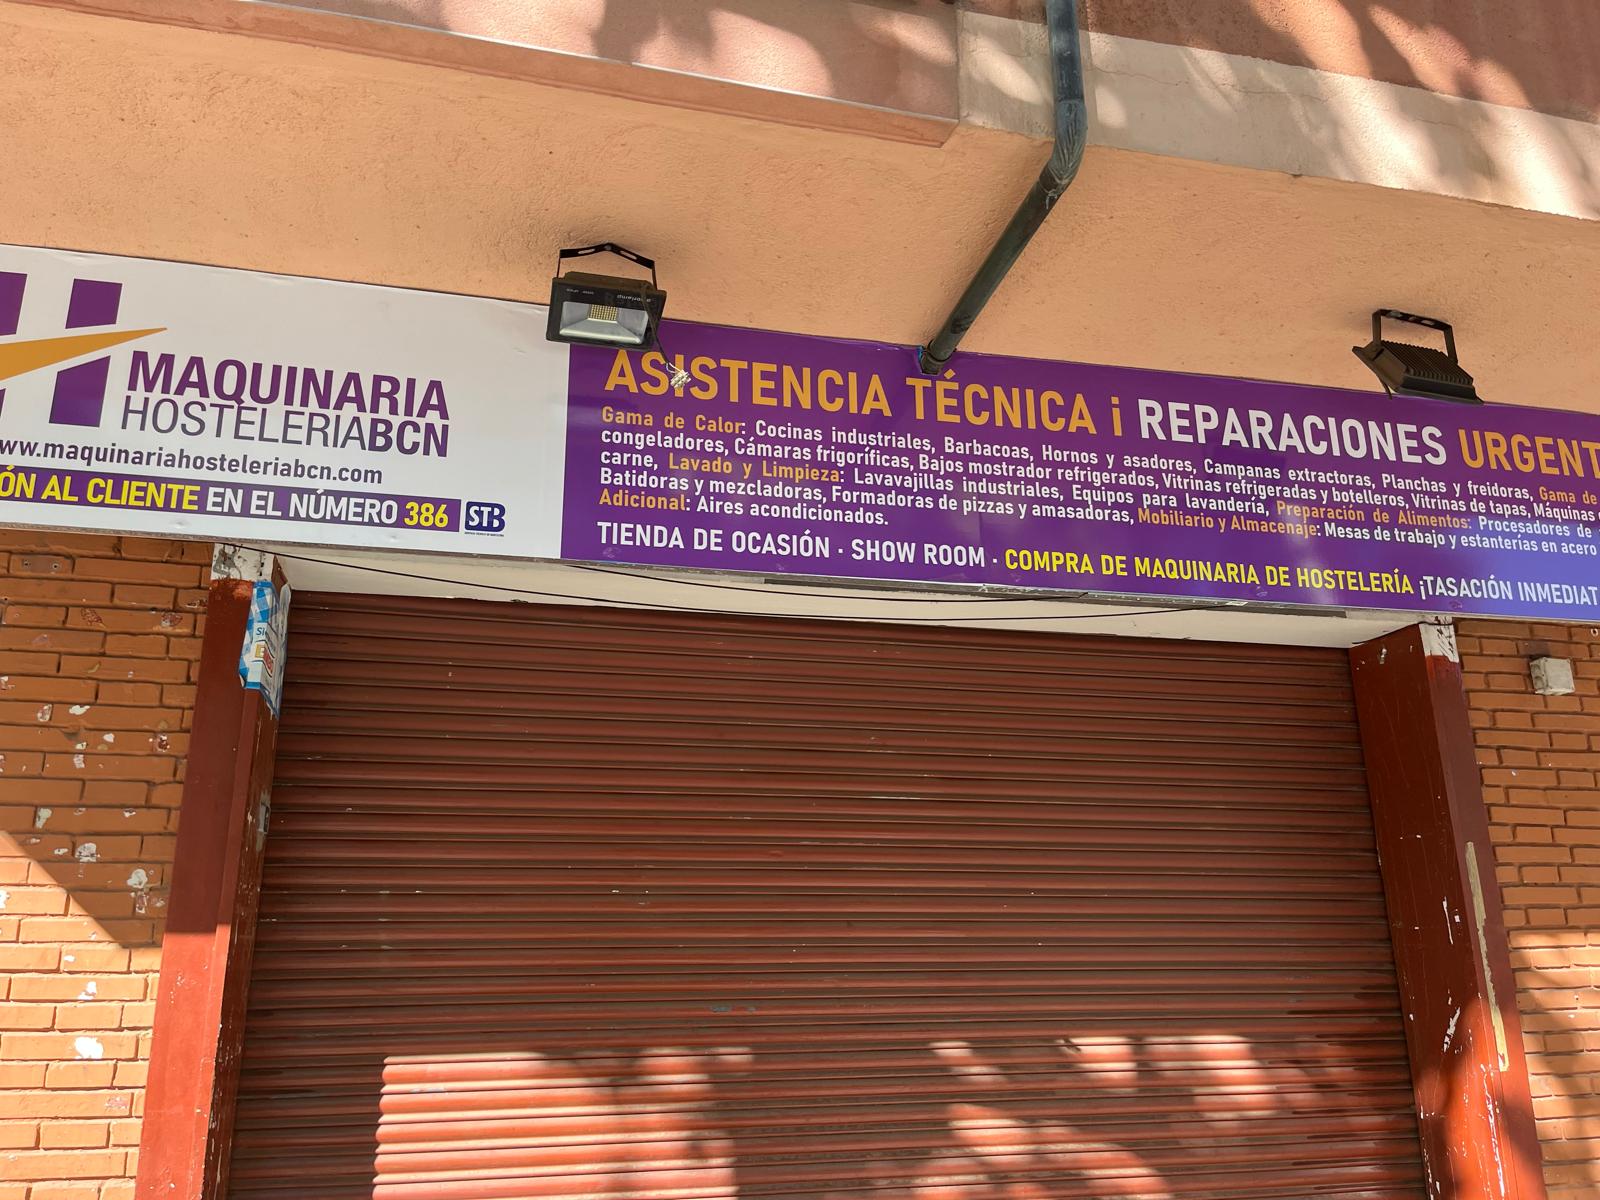 MAQUINARIA
HOSTELERIABCN
www.maquinariahosteleriabcn.com
ÓN AL CLIENTE EN EL NÚMERO 386 STB
ASISTENCIA TÉCNICA i REPARACIONES URGENT
Gama de Calor: Cocinas industriales, Barbacoas, Hornos y asadores, Campanas extractoras, Planchas y freidoras, Gama de
congeladores, Cámaras frigoríficas, Bajos mostrador refrigerados, Vitrinas refrigeradas y botelleros, Vitrinas de tapas, Máquinas
carne, Lavado y Limpieza: Lavavajillas industriales, Equipos para lavandería, Preparación de Alimentos: Procesadores de
Batidoras y mezcladoras, Formadoras de pizzas y amasadoras, Mobiliario y Almacenaje: Mesas de trabajo y estanterías en acero
Adicional: Aires acondicionados.
TIENDA DE OCASIÓN · SHOW ROOM · COMPRA DE MAQUINARIA DE HOSTELERÍA ¡TASACIÓN INMEDIAT